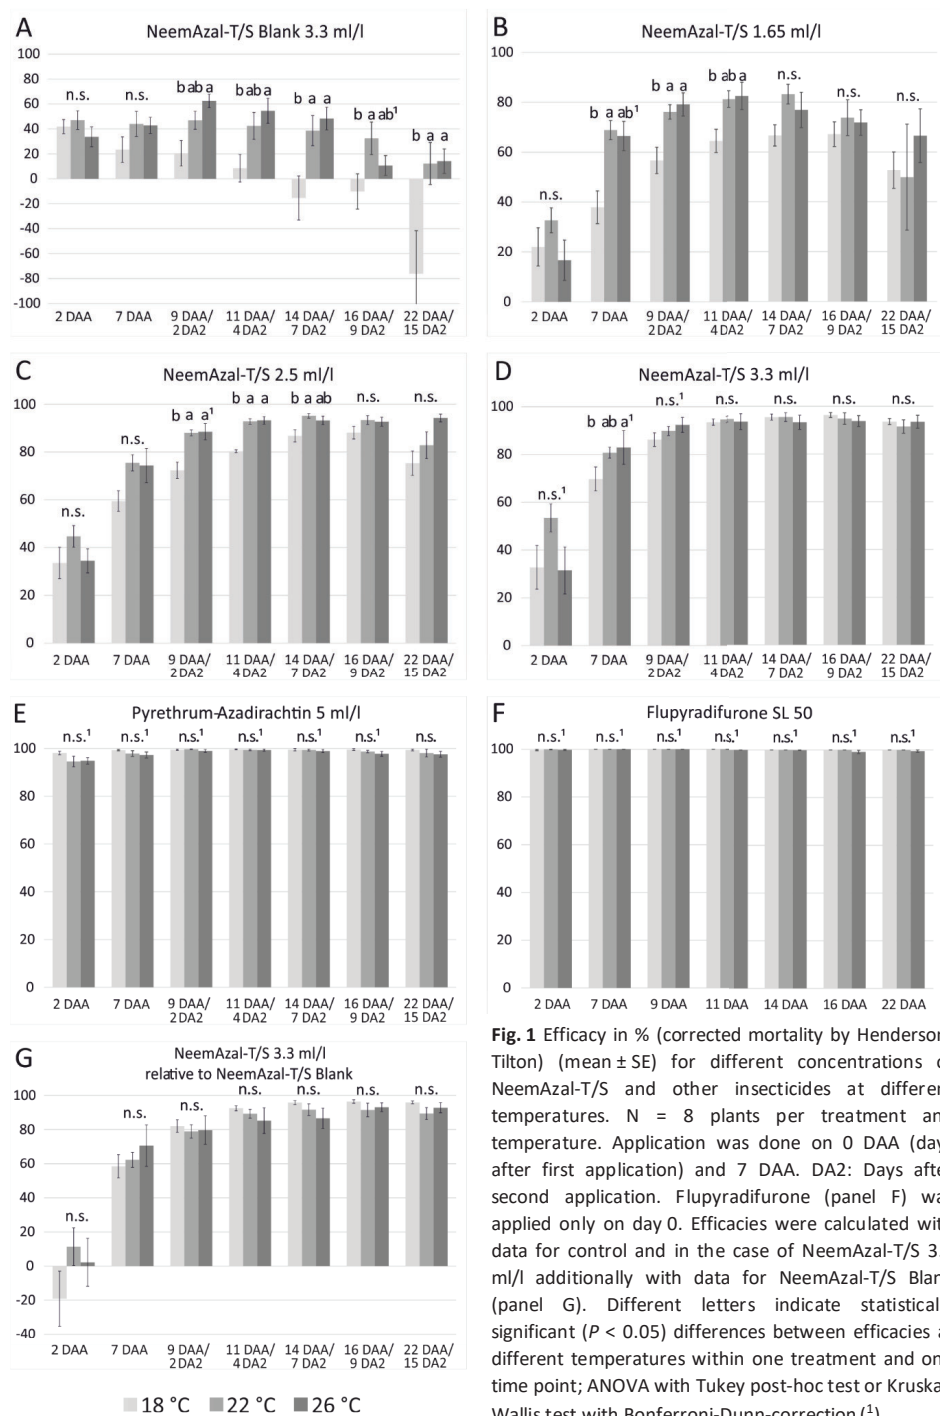 A
NeemAzal-T/S Blank 3.3 ml/l
100
80
60
40
20
0
-20
-40
-60
-80
-100
n.s.
n.s.
b ab a
b ab a
b a a
b a ab¹
b a a
2 DAA
7 DAA
9 DAA/
2 DA2
11 DAA/
4 DA2
14 DAA/
7 DA2
16 DAA/
9 DA2
22 DAA/
15 DA2
B
NeemAzal-T/S 1.65 ml/l
100
80
60
40
20
0
n.s.
b a ab¹
b a a
b ab a
n.s.
n.s.
n.s.
2 DAA
7 DAA
9 DAA/
2 DA2
11 DAA/
4 DA2
14 DAA/
7 DA2
16 DAA/
9 DA2
22 DAA/
15 DA2
C
NeemAzal-T/S 2.5 ml/l
100
80
60
40
20
0
n.s.
n.s.
b a a¹
b a a
b a ab
n.s.
n.s.
2 DAA
7 DAA
9 DAA/
2 DA2
11 DAA/
4 DA2
14 DAA/
7 DA2
16 DAA/
9 DA2
22 DAA/
15 DA2
D
NeemAzal-T/S 3.3 ml/l
100
80
60
40
20
0
n.s.¹
b ab a¹
n.s.¹
n.s.
n.s.
n.s.
n.s.
2 DAA
7 DAA
9 DAA/
2 DA2
11 DAA/
4 DA2
14 DAA/
7 DA2
16 DAA/
9 DA2
22 DAA/
15 DA2
E
Pyrethrum-Azadirachtin 5 ml/l
100
80
60
40
20
0
n.s.¹
n.s.¹
n.s.¹
n.s.¹
n.s.¹
n.s.¹
n.s.
2 DAA
7 DAA
9 DAA/
2 DA2
11 DAA/
4 DA2
14 DAA/
7 DA2
16 DAA/
9 DA2
22 DAA/
15 DA2
F
Flupyradifurone SL 50
100
80
60
40
20
0
n.s.¹
n.s.¹
n.s.¹
n.s.¹
n.s.¹
n.s.¹
n.s.¹
2 DAA
7 DAA
9 DAA
11 DAA
14 DAA
16 DAA
22 DAA
G
NeemAzal-T/S 3.3 ml/l
relative to NeemAzal-T/S Blank
100
80
60
40
20
0
-20
-40
n.s.
n.s.
n.s.
n.s.
n.s.
n.s.
n.s.
2 DAA
7 DAA
9 DAA/
2 DA2
11 DAA/
4 DA2
14 DAA/
7 DA2
16 DAA/
9 DA2
22 DAA/
15 DA2
18 °C 22 °C 26 °C
Fig. 1 Efficacy in % (corrected mortality by Henderson
Tilton) (mean ± SE) for different concentrations
NeemAzal-T/S and other insecticides at differen
temperatures. N = 8 plants per treatment an
temperature. Application was done on 0 DAA (day
after first application) and 7 DAA. DA2: Days afte
second application. Flupyradifurone (panel F) wa
applied only on day 0. Efficacies were calculated wit
data for control and in the case of NeemAzal-T/S 3.
ml/l additionally with data for NeemAzal-T/S Blan
(panel G). Different letters indicate statistical
significant (P < 0.05) differences between efficacies a
different temperatures within one treatment and on
time point; ANOVA with Tukey post-hoc test or Kruska
Wallis test with Bonferroni-Dunn-correction (¹)